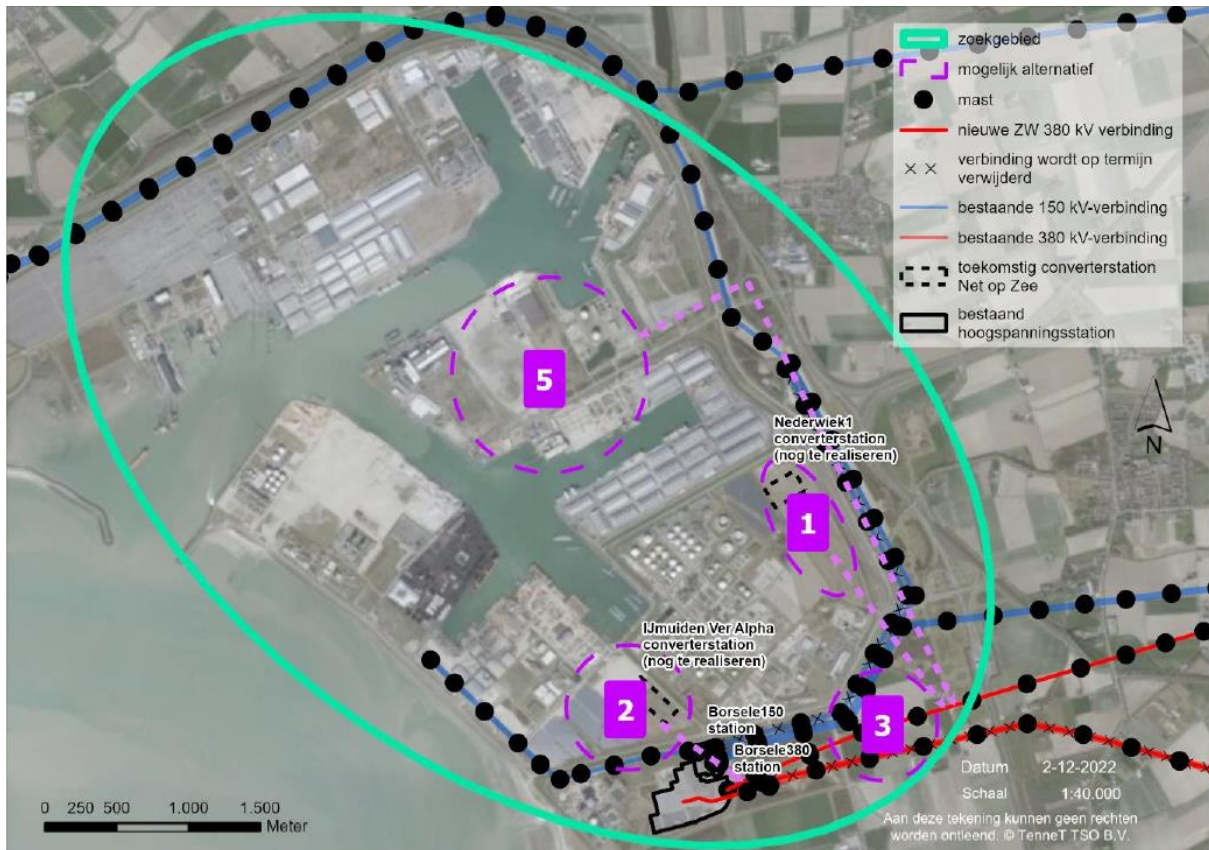 zoekgebied
mogelijk alternatief
mast
nieuwe ZW 380 kV verbinding
verbinding wordt op termijn
verwijderd
bestaande 150 kV-verbinding
bestaande 380 kV-verbinding
toekomstig converterstation
Net op Zee
bestaand
hoogspanningsstation
N
5
Nederwiek1
converterstation
(nog te realiseren)
1
IJmuiden Ver Alpha
converterstation
(nog te realiseren)
2
Borsele150
station
Borsele380
station
3
Datum 2-12-2022
Schaal 1:40.000
Aan deze tekening kunnen geen rechten
worden ontleend. © TenneT TSO B.V.
0 250 500 1.000 1.500
Meter